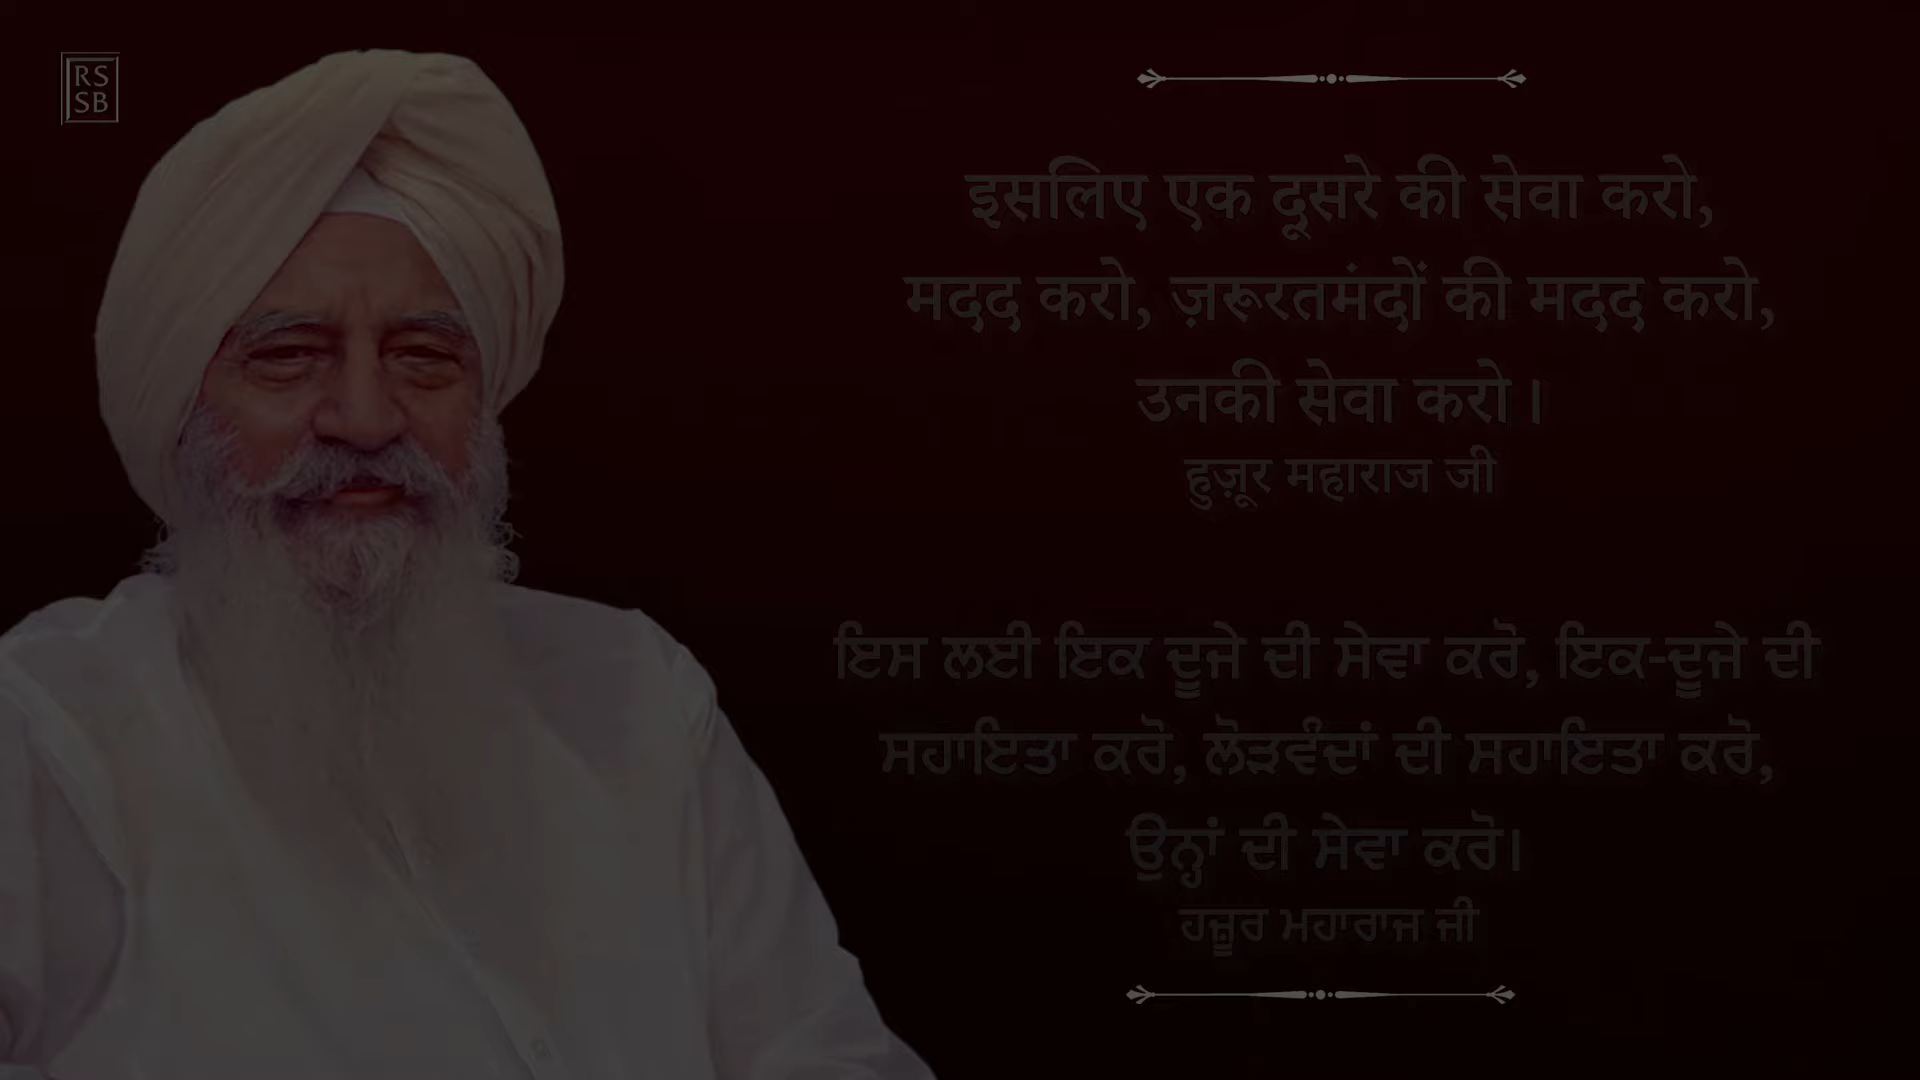 RS
SB
इसलिए एक दूसरे की सेवा करो,
मदद करो, ज़रूरतमंदों की मदद करो,
उनकी सेवा करो।
हुज़ूर महाराज जी
ਇਸ ਲਈ ਇਕ ਦੂਜੇ ਦੀ ਸੇਵਾ ਕਰੋ, ਇਕ-ਦੂਜੇ ਦੀ
ਸਹਾਇਤਾ ਕਰੋ, ਲੋੜਵੰਦਾਂ ਦੀ ਸਹਾਇਤਾ ਕਰੋ,
ਉਨ੍ਹਾਂ ਦੀ ਸੇਵਾ ਕਰੋ।
ਹਜ਼ੂਰ ਮਹਾਰਾਜ ਜੀ